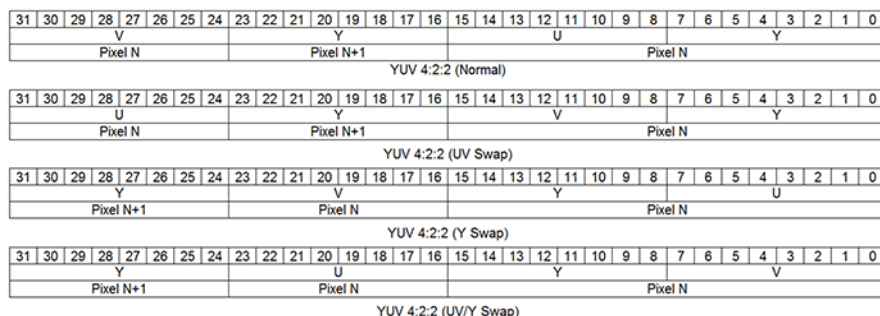 31 30 29 28 27 26 25 24 23 22 21 20 19 18 17 16 15 14 13 12 11 10 9 8 7 6 5 4 3 2 1 0
V Y U Y
Pixel N Pixel N+1 Pixel N
YUV 4:2:2 (Normal)
31 30 29 28 27 26 25 24 23 22 21 20 19 18 17 16 15 14 13 12 11 10 9 8 7 6 5 4 3 2 1 0
U Y V Y
Pixel N Pixel N+1 Pixel N
YUV 4:2:2 (UV Swap)
31 30 29 28 27 26 25 24 23 22 21 20 19 18 17 16 15 14 13 12 11 10 9 8 7 6 5 4 3 2 1 0
Y V Y U
Pixel N+1 Pixel N Pixel N
YUV 4:2:2 (Y Swap)
31 30 29 28 27 26 25 24 23 22 21 20 19 18 17 16 15 14 13 12 11 10 9 8 7 6 5 4 3 2 1 0
Y U Y V
Pixel N+1 Pixel N Pixel N
YUV 4:2:2 (UV/Y Swap)